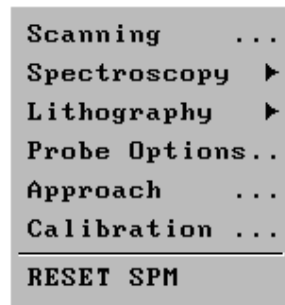 Scanning ...
Spectroscopy ▶
Lithography ▶
Probe Options..
Approach ...
Calibration ...
RESET SPM